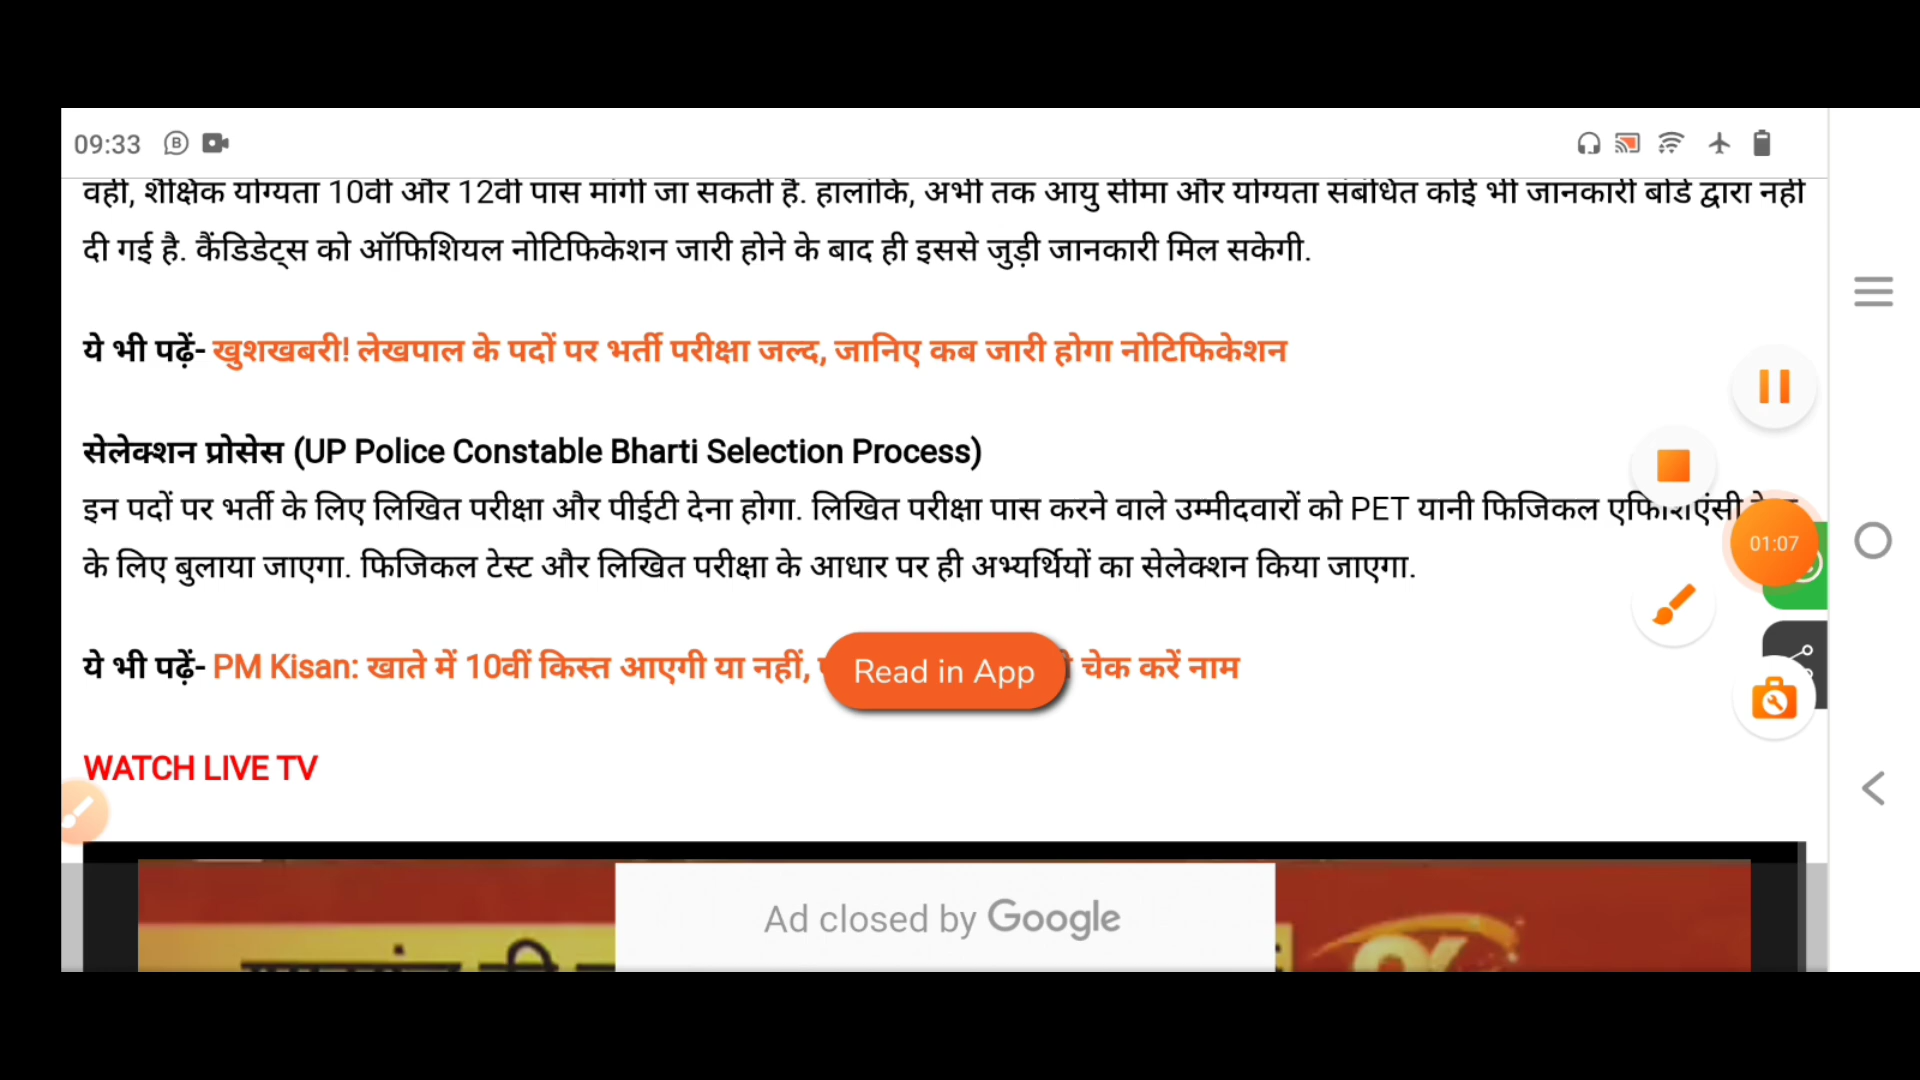 09:33
वहीं, शैक्षिक योग्यता 10वीं और 12वीं पास मांगी जा सकती है. हालांकि, अभी तक आयु सीमा और योग्यता संबंधित कोई भी जानकारी बोर्ड द्वारा नहीं
दी गई है. कैंडिडेट्स को ऑफिशियल नोटिफिकेशन जारी होने के बाद ही इससे जुड़ी जानकारी मिल सकेगी.
ये भी पढ़ें- खुशखबरी! लेखपाल के पदों पर भर्ती परीक्षा जल्द, जानिए कब जारी होगा नोटिफिकेशन
सेलेक्शन प्रोसेस (UP Police Constable Bharti Selection Process)
इन पदों पर भर्ती के लिए लिखित परीक्षा और पीईटी देना होगा. लिखित परीक्षा पास करने वाले उम्मीदवारों को PET यानी फिजिकल एफिशिएंसी
01:07
के लिए बुलाया जाएगा. फिजिकल टेस्ट और लिखित परीक्षा के आधार पर ही अभ्यर्थियों का सेलेक्शन किया जाएगा.
ये भी पढ़ें- PM Kisan: खाते में 10वीं किस्त आएगी या नहीं, चेक करें नाम
Read in App
WATCH LIVE TV
Ad closed by Google